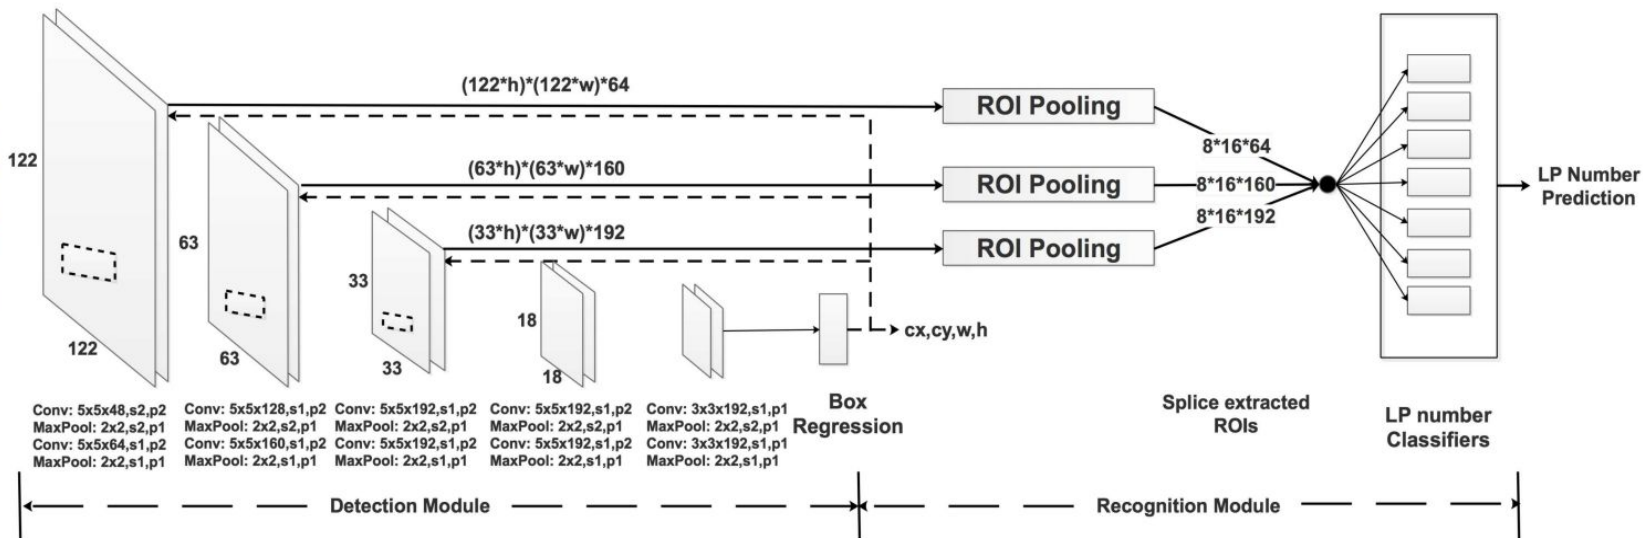 (122*h)*(122*w)*64
ROI Pooling
8*16*64
122
(63*h)*(63*w)*160
ROI Pooling
8*16*160
LP Number
Prediction
63
(33*h)*(33*w)*192
ROI Pooling
8*16*192
33
18
cx,cy,w,h
122
63
33
18
Conv: 5x5x48,s2,p2
MaxPool: 2x2,s2,p1
Conv: 5x5x64,s1,p2
MaxPool: 2x2,s1,p1
Conv: 5x5x128,s1,p2
MaxPool: 2x2,s2,p1
Conv: 5x5x160,s1,p2
MaxPool: 2x2,s1,p1
Conv: 5x5x192,s1,p2
MaxPool: 2x2,s2,p1
Conv: 5x5x192,s1,p2
MaxPool: 2x2,s1,p1
Conv: 5x5x192,s1,p2
MaxPool: 2x2,s2,p1
Conv: 5x5x192,s1,p2
MaxPool: 2x2,s1,p1
Conv: 3x3x192,s1,p1
MaxPool: 2x2,s2,p1
Conv: 3x3x192,s1,p1
MaxPool: 2x2,s1,p1
Box
Regression
Splice extracted
ROIs
LP number
Classifiers
Detection Module
Recognition Module